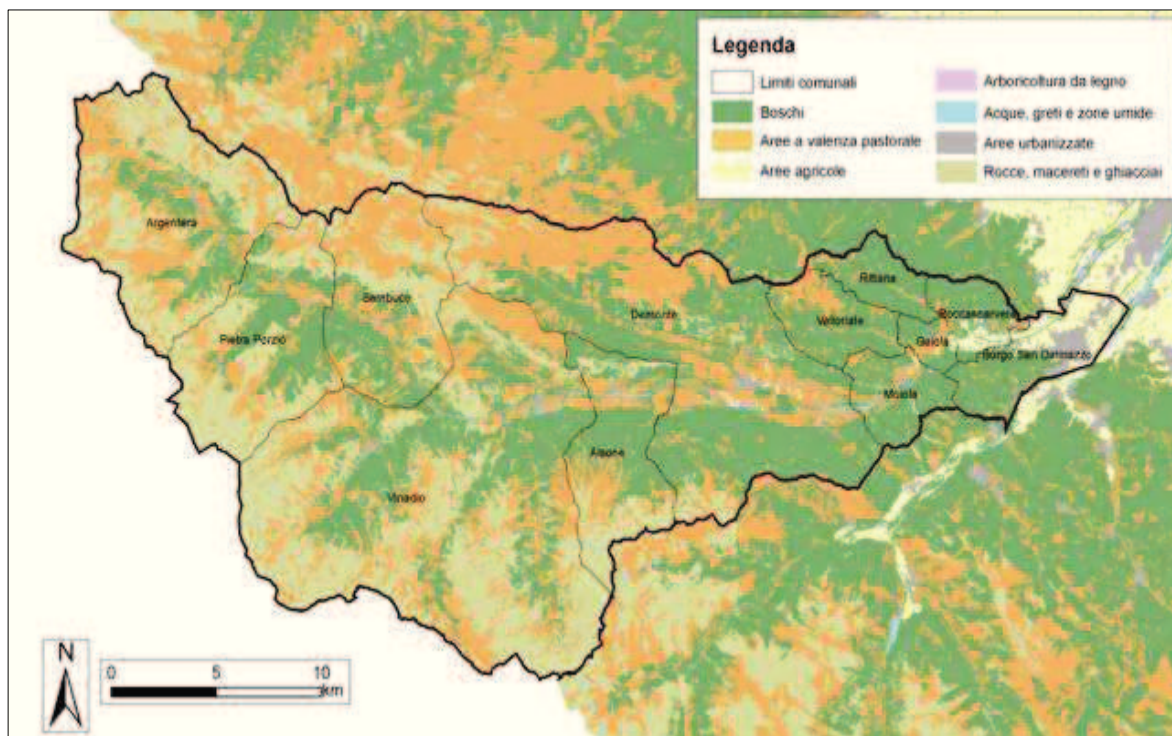 Legenda
Limiti comunali
Boschi
Aree a valenza pastorale
Aree agricole
Arboricoltura da legno
Acque, greti e zone umide
Aree urbanizzate
Rocce, macereti e ghiacciai
Argentera
Sambuco
Pietra Porzio
Vinadio
Aisone
Demonte
Valloriate
Rittana
Roccasparvera
Gaiola
Moiola
Borgo San Dalmazzo
N
0 5 10
km